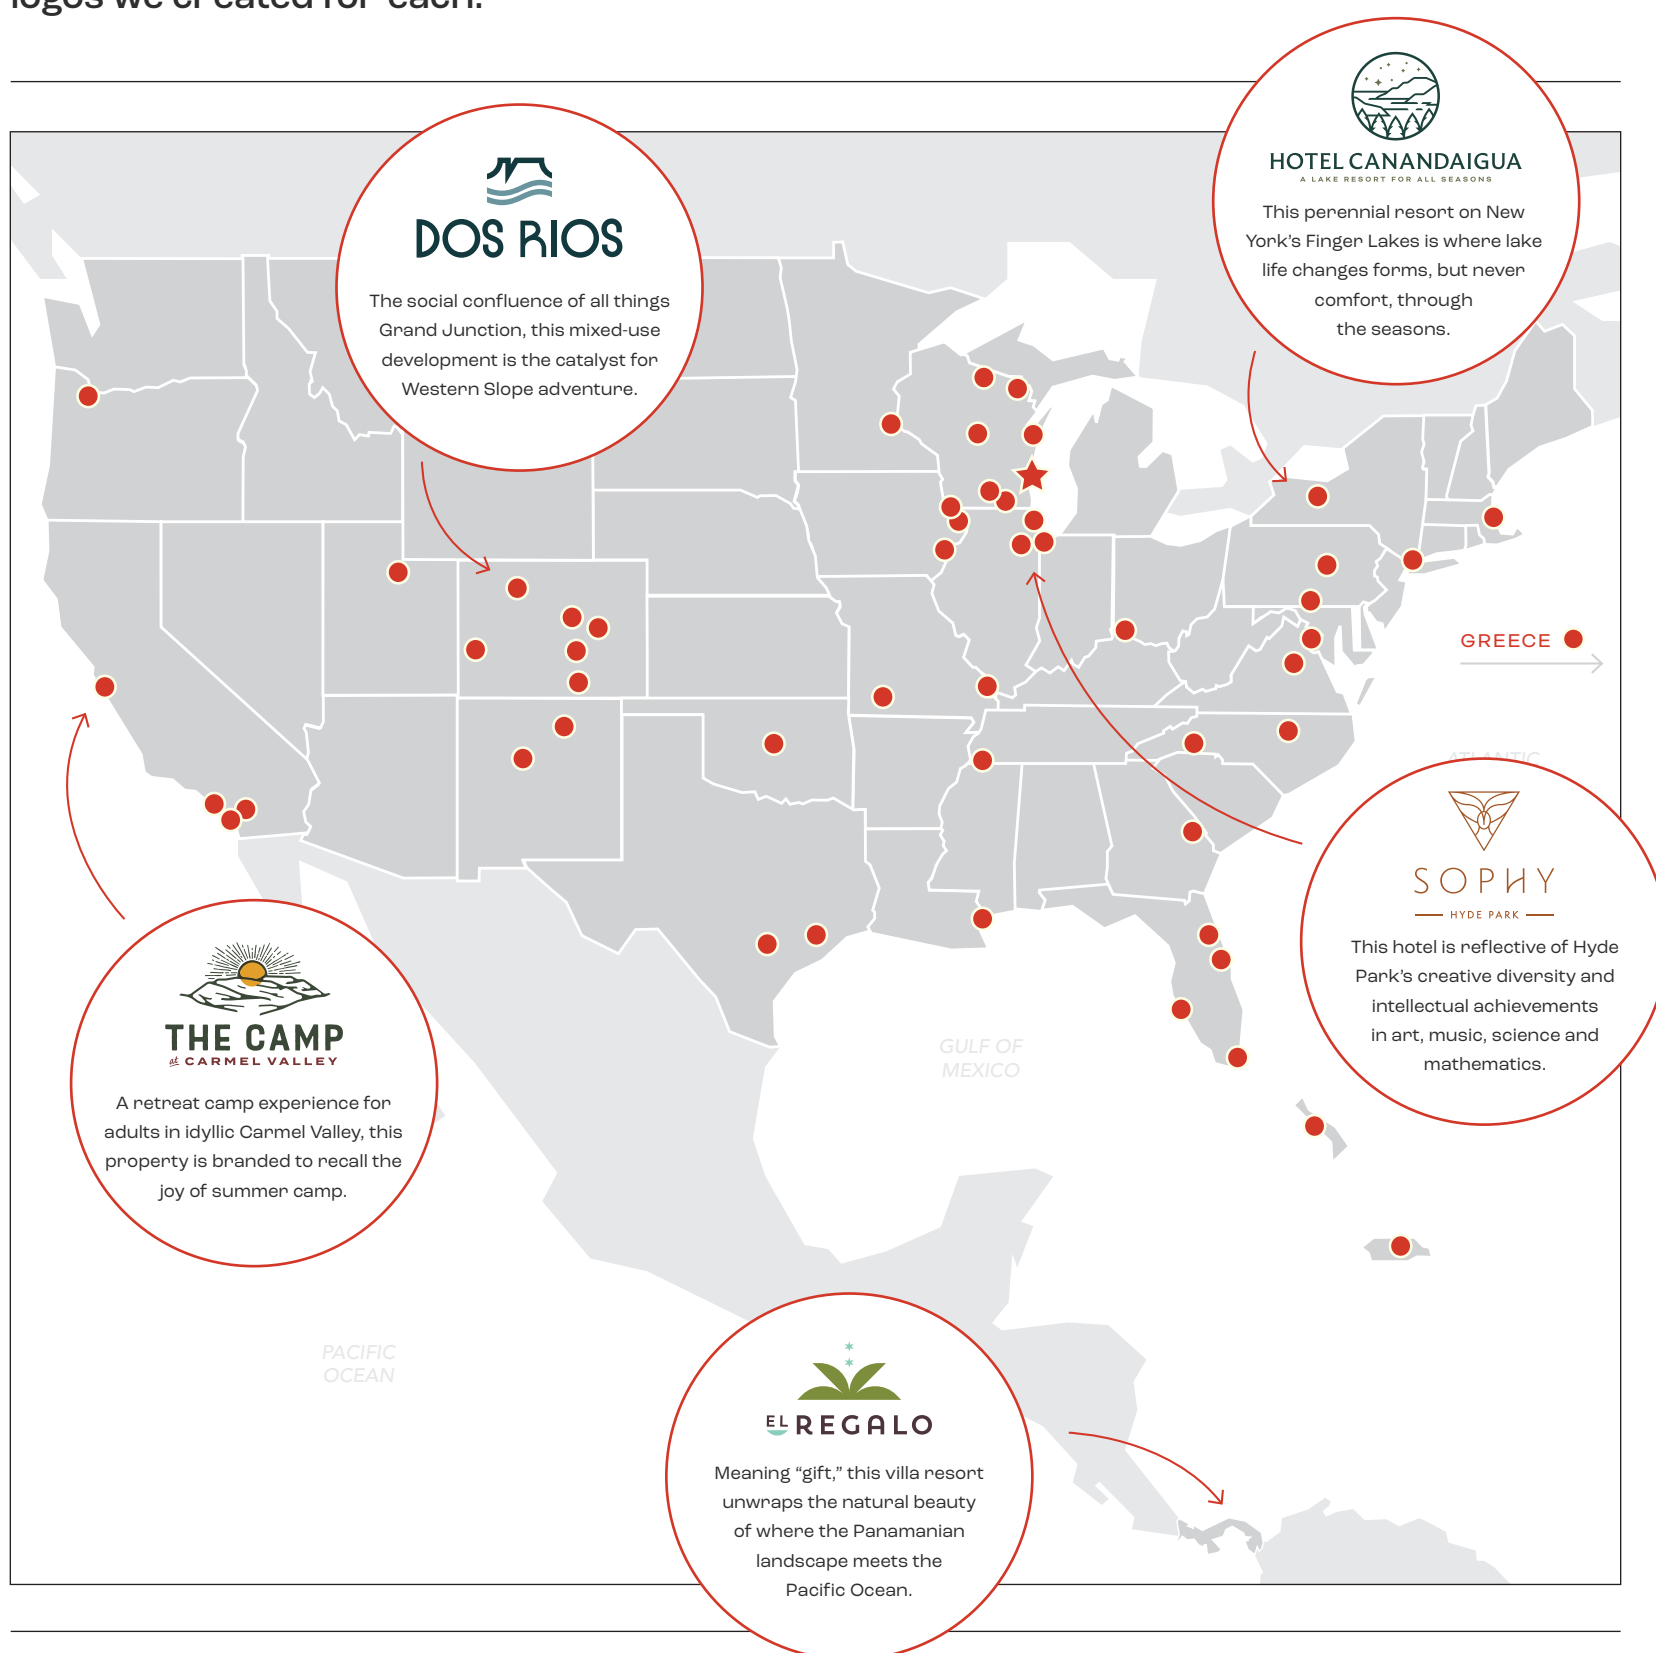 logos we created for each.
HOTEL CANANDAIGUA
A LAKE RESORT FOR ALL SEASONS
This perennial resort on New
York's Finger Lakes is where lake
life changes forms, but never
comfort, through
the seasons.
DOS RIOS
The social confluence of all things
Grand Junction, this mixed-use
development is the catalyst for
Western Slope adventure.
GREECE
ATLANTIC
SOPHY
HYDE PARK
This hotel is reflective of Hyde
Park's creative diversity and
intellectual achievements
in art, music, science and
mathematics.
THE CAMP
at CARMEL VALLEY
A retreat camp experience for
adults in idyllic Carmel Valley, this
property is branded to recall the
joy of summer camp.
GULF OF
MEXICO
PACIFIC
OCEAN
EL REGALO
Meaning “gift,” this villa resort
unwraps the natural beauty
of where the Panamanian
landscape meets the
Pacific Ocean.